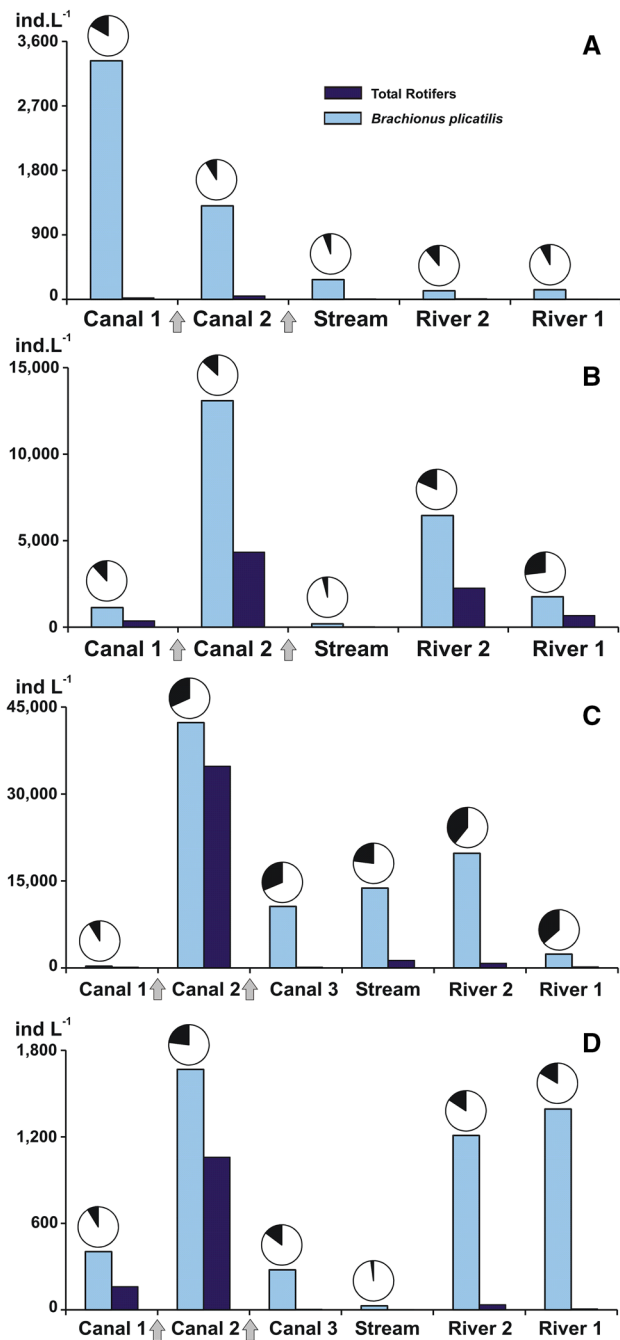 ind.L-1
A
3,600
Total Rotifers
2,700
Brachionus plicatilis
1,800
900
0
Canal 1 Canal 2 Stream River 2 River 1
ind.L-1
15,000
B
10,000
5,000
0
Canal 1 Canal 2 Stream River 2 River 1
ind L-1
45,000
C
30,000
15,000
0
Canal 1 Canal 2 Canal 3 Stream River 2 River 1
ind L-1
1,800
D
1,200
600
0
Canal 1 Canal 2 Canal 3 Stream River 2 River 1